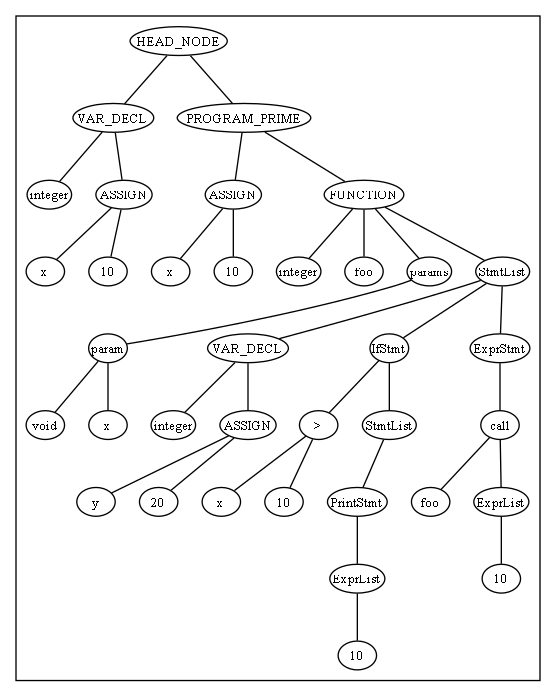 HEAD_NODE
VAR_DECL PROGRAM_PRIME
integer ASSIGN ASSIGN FUNCTION
x 10 x 10 integer foo params StmtList
param VAR_DECL IfStmt ExprStmt
void x integer ASSIGN > StmtList call
y 20 x 10 PrintStmt foo ExprList
ExprList 10
10